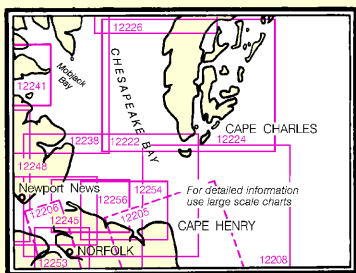 12226
CHESAPEAKE BAY
Mobjack
Bay
12241
12238
12222
CAPE CHARLES
12224
12248
Newport News
12254
12256
For detailed information
use large scale charts
12206
12205
12245
CAPE HENRY
NORFOLK
12253
12208